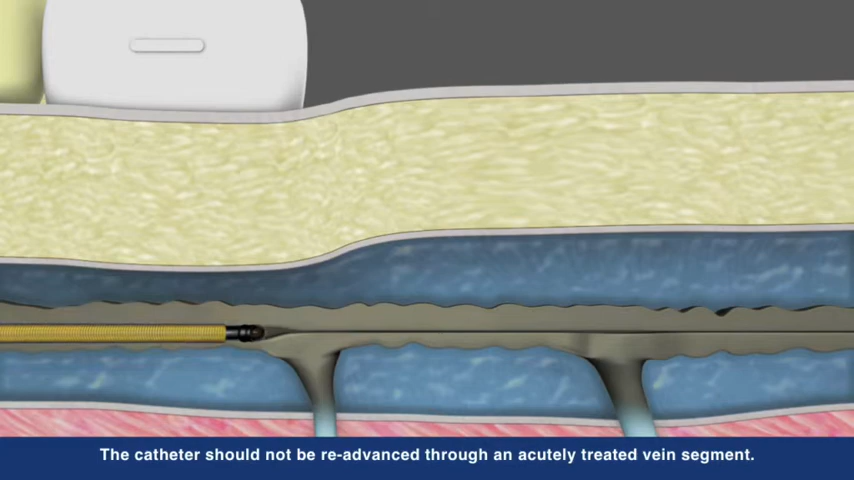 The catheter should not be re-advanced through an acutely treated vein segment.